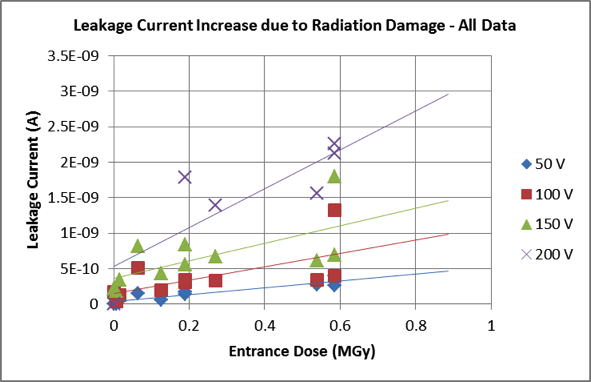 Leakage Current Increase due to Radiation Damage - All Data
3.5E-09
3E-09
2.5E-09
2E-09
1.5E-09
1E-09
5E-10
0
Leakage Current (A)
0
0.2
0.4
0.6
0.8
1
Entrance Dose (MGy)
50 V
100 V
150 V
200 V